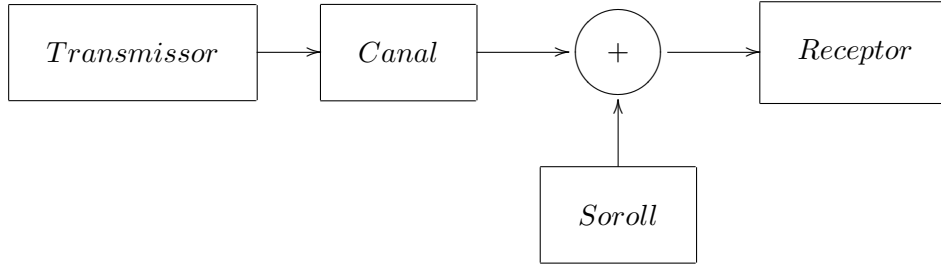 Transmissor
Canal
+
Receptor
Soroll